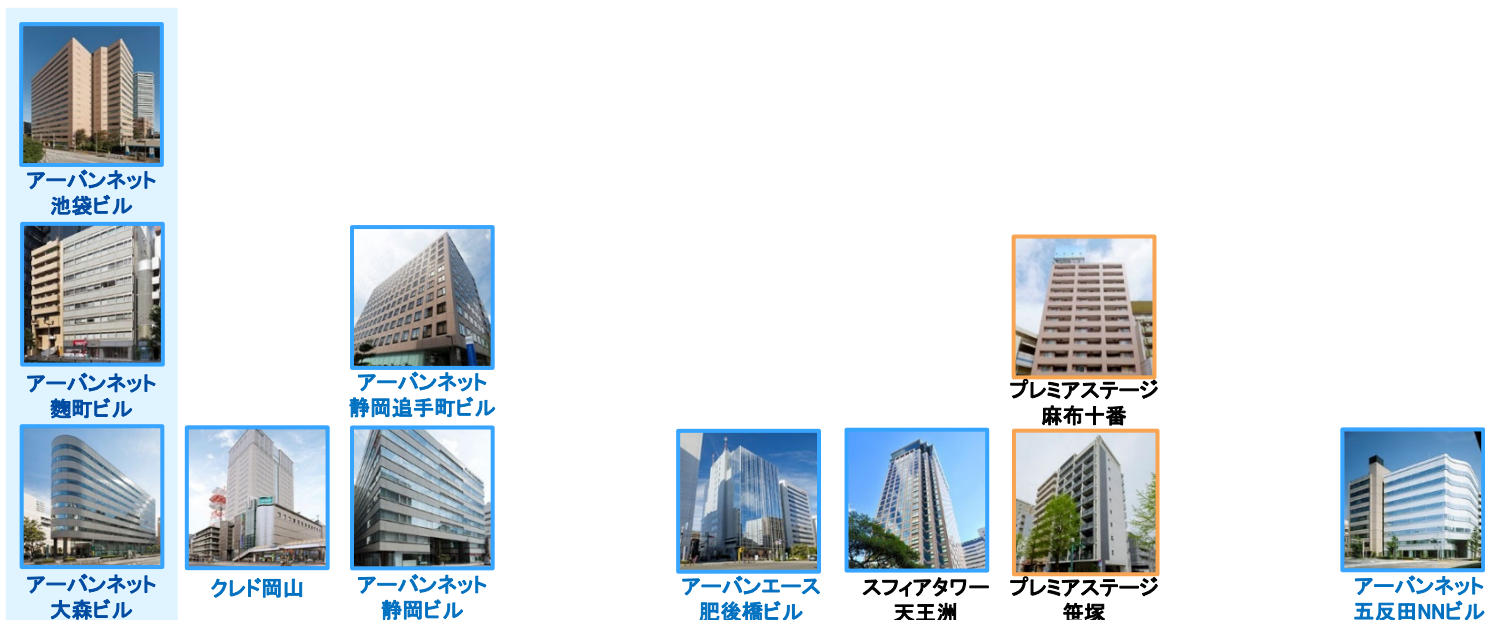 アーバンネット
池袋ビル
アーバンネット
麴町ビル
アーバンネット
静岡追手町ビル
プレミアステージ
麻布十番
アーバンネット
大森ビル
クレド岡山
アーバンネット
静岡ビル
アーバンエース
肥後橋ビル
スフィアタワー
天王洲
プレミアステージ
笹塚
アーバンネット
五反田NNビル